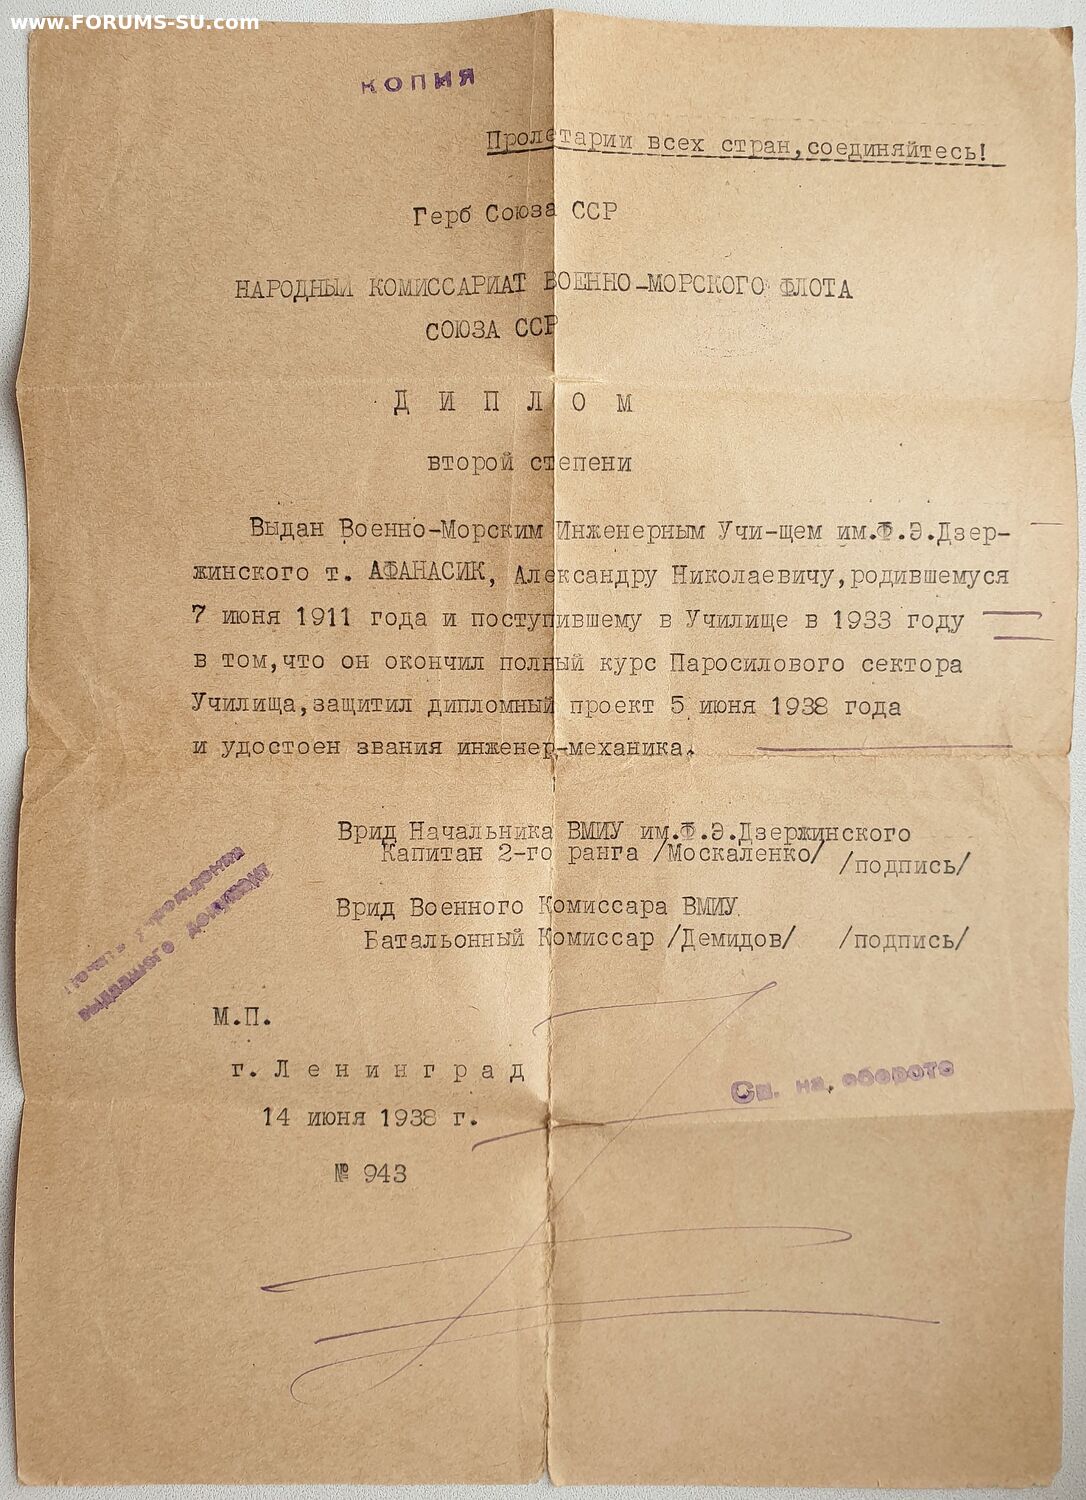 www.FORUMS-SU.com
КОПИЯ
Пролетарии всех стран,соединяйтесь!
Герб Союза ССР
НАРОДНЫЙ КОМИССАРИАТ ВОЕННО-МОРСКОГО ФЛОТА
СОЮЗА ССР
Д И П Л О М
второй степени
Выдан Военно-Морским Инженерным Учи-щем им.Ф.Э.Дзер-
жинского т. АФАНАСИК, Александру Николаевичу,родившемуся
7 июня 1911 года и поступившему в Училище в 1933 году
в том,что он окончил полный курс Паросилового сектора
Училища,защитил дипломный проект 5 июня 1938 года
и удостоен звания инженер-механика.
Врид Начальника ВМИУ им.Ф.Э.Дзержинского
Капитан 2-го ранга /Москаленко/ /подпись/
Врид Военного Комиссара ВМИУ
Батальонный Комиссар /Демидов/ /подпись/
учреждения
выданного документ
М.П.
г. Л е н и н г р а д
См. на обороте
14 июня 1938 г.
№ 943